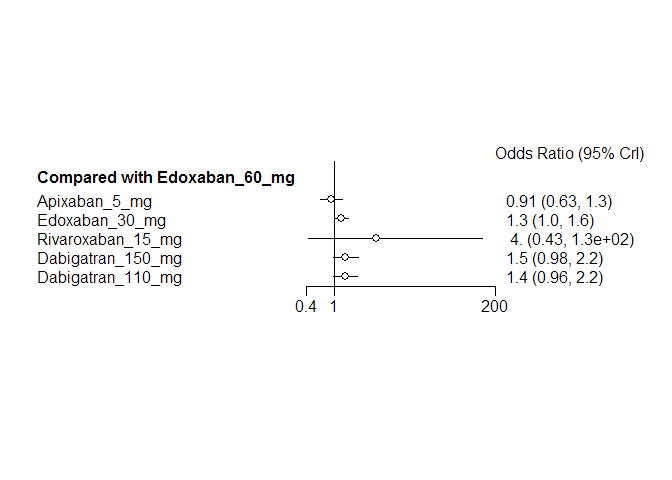 Odds Ratio (95% CrI)
Compared with Edoxaban_60_mg
Apixaban_5_mg 0.91 (0.63, 1.3)
Edoxaban_30_mg 1.3 (1.0, 1.6)
Rivaroxaban_15_mg 4. (0.43, 1.3e+02)
Dabigatran_150_mg 1.5 (0.98, 2.2)
Dabigatran_110_mg 1.4 (0.96, 2.2)
0.4 1 200